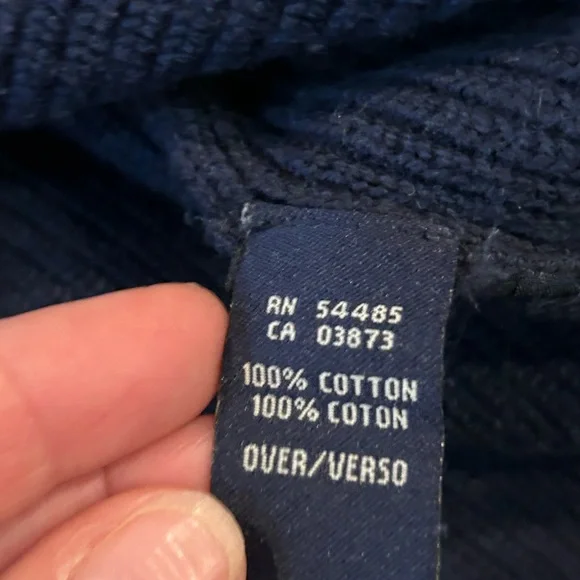 RN 54485
CA 03873
100% COTTON
100% COTON
OVER/VERSO